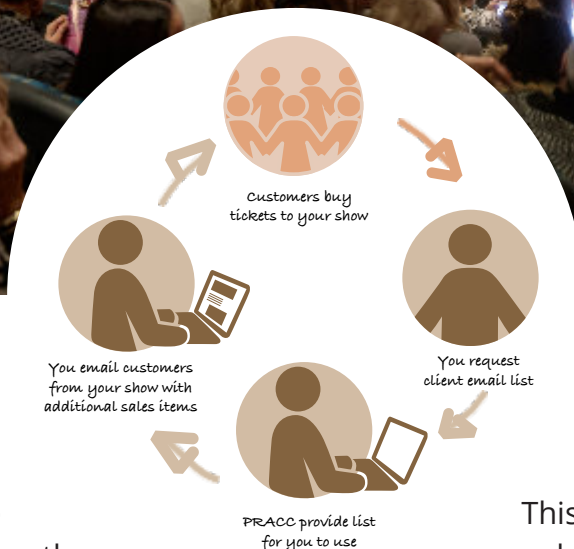 Customers buy
tickets to your show
You request
client email list
PRACC provide list
for you to use
You email customers
from your show with
additional sales items
This